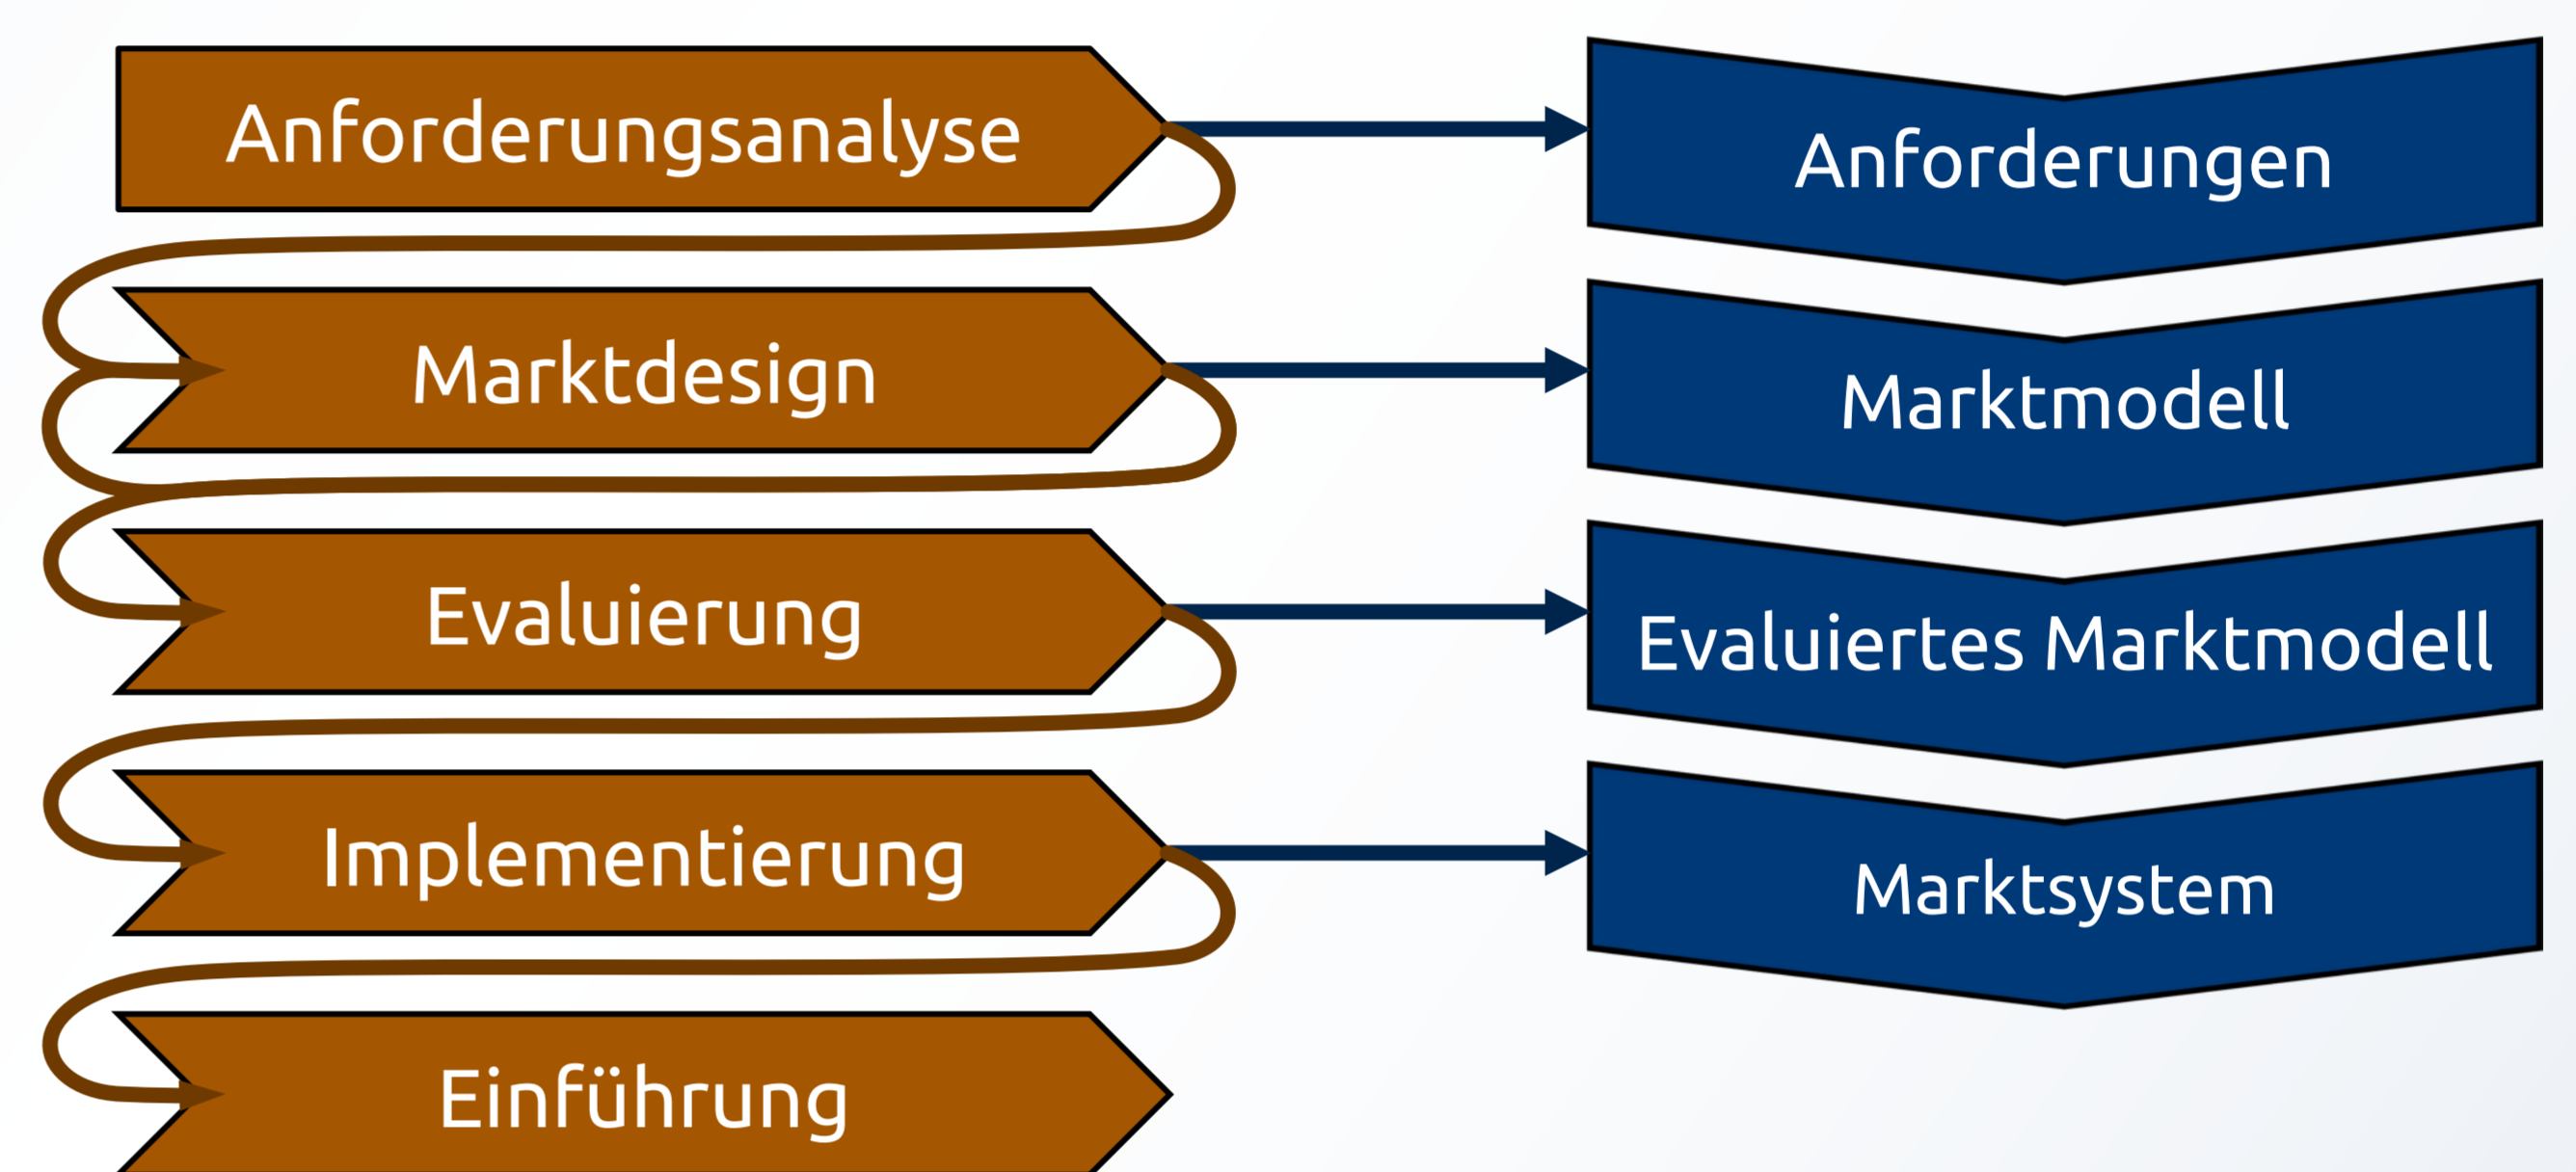 Anforderungsanalyse
Anforderungen
Marktdesign
Marktmodell
Evaluierung
Evaluiertes Marktmodell
Implementierung
Marktsystem
Einführung